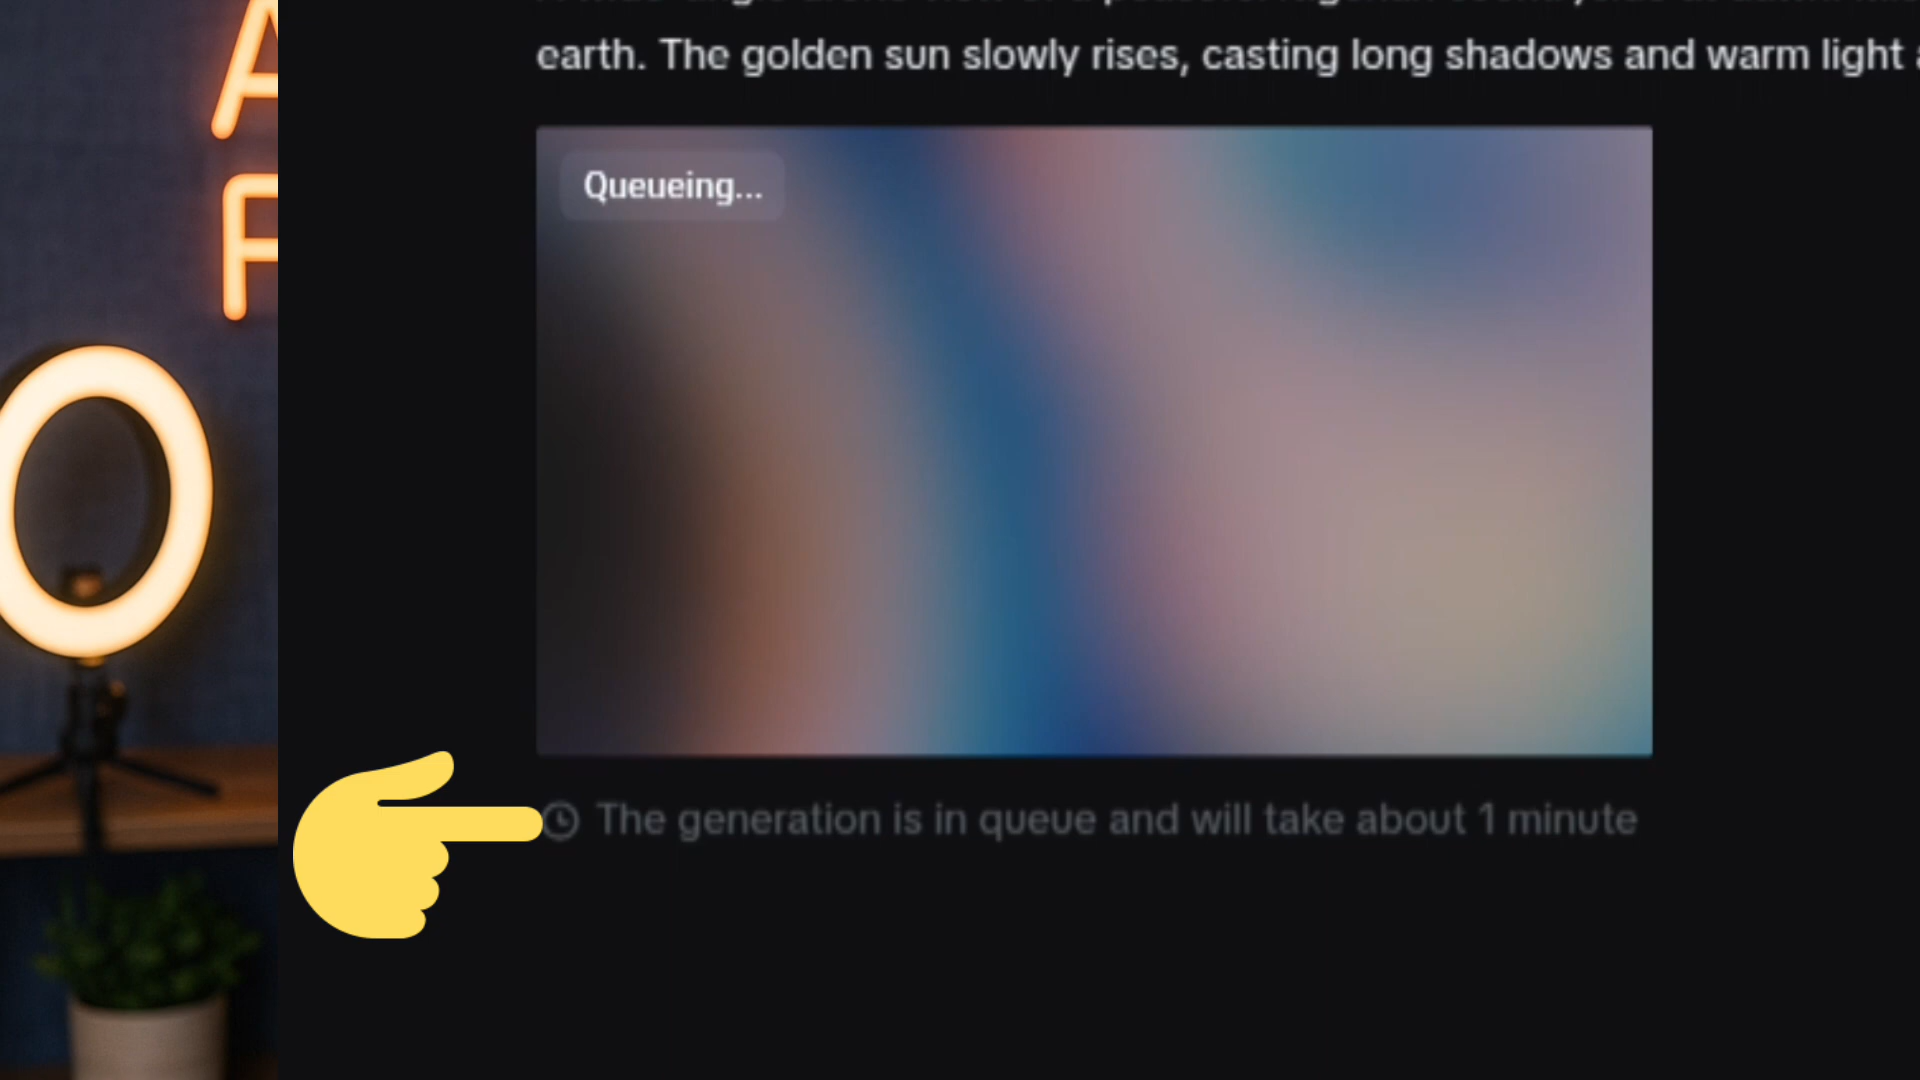 A
F
earth. The golden sun slowly rises, casting long shadows and warm light
Queueing...
The generation is in queue and will take about 1 minute